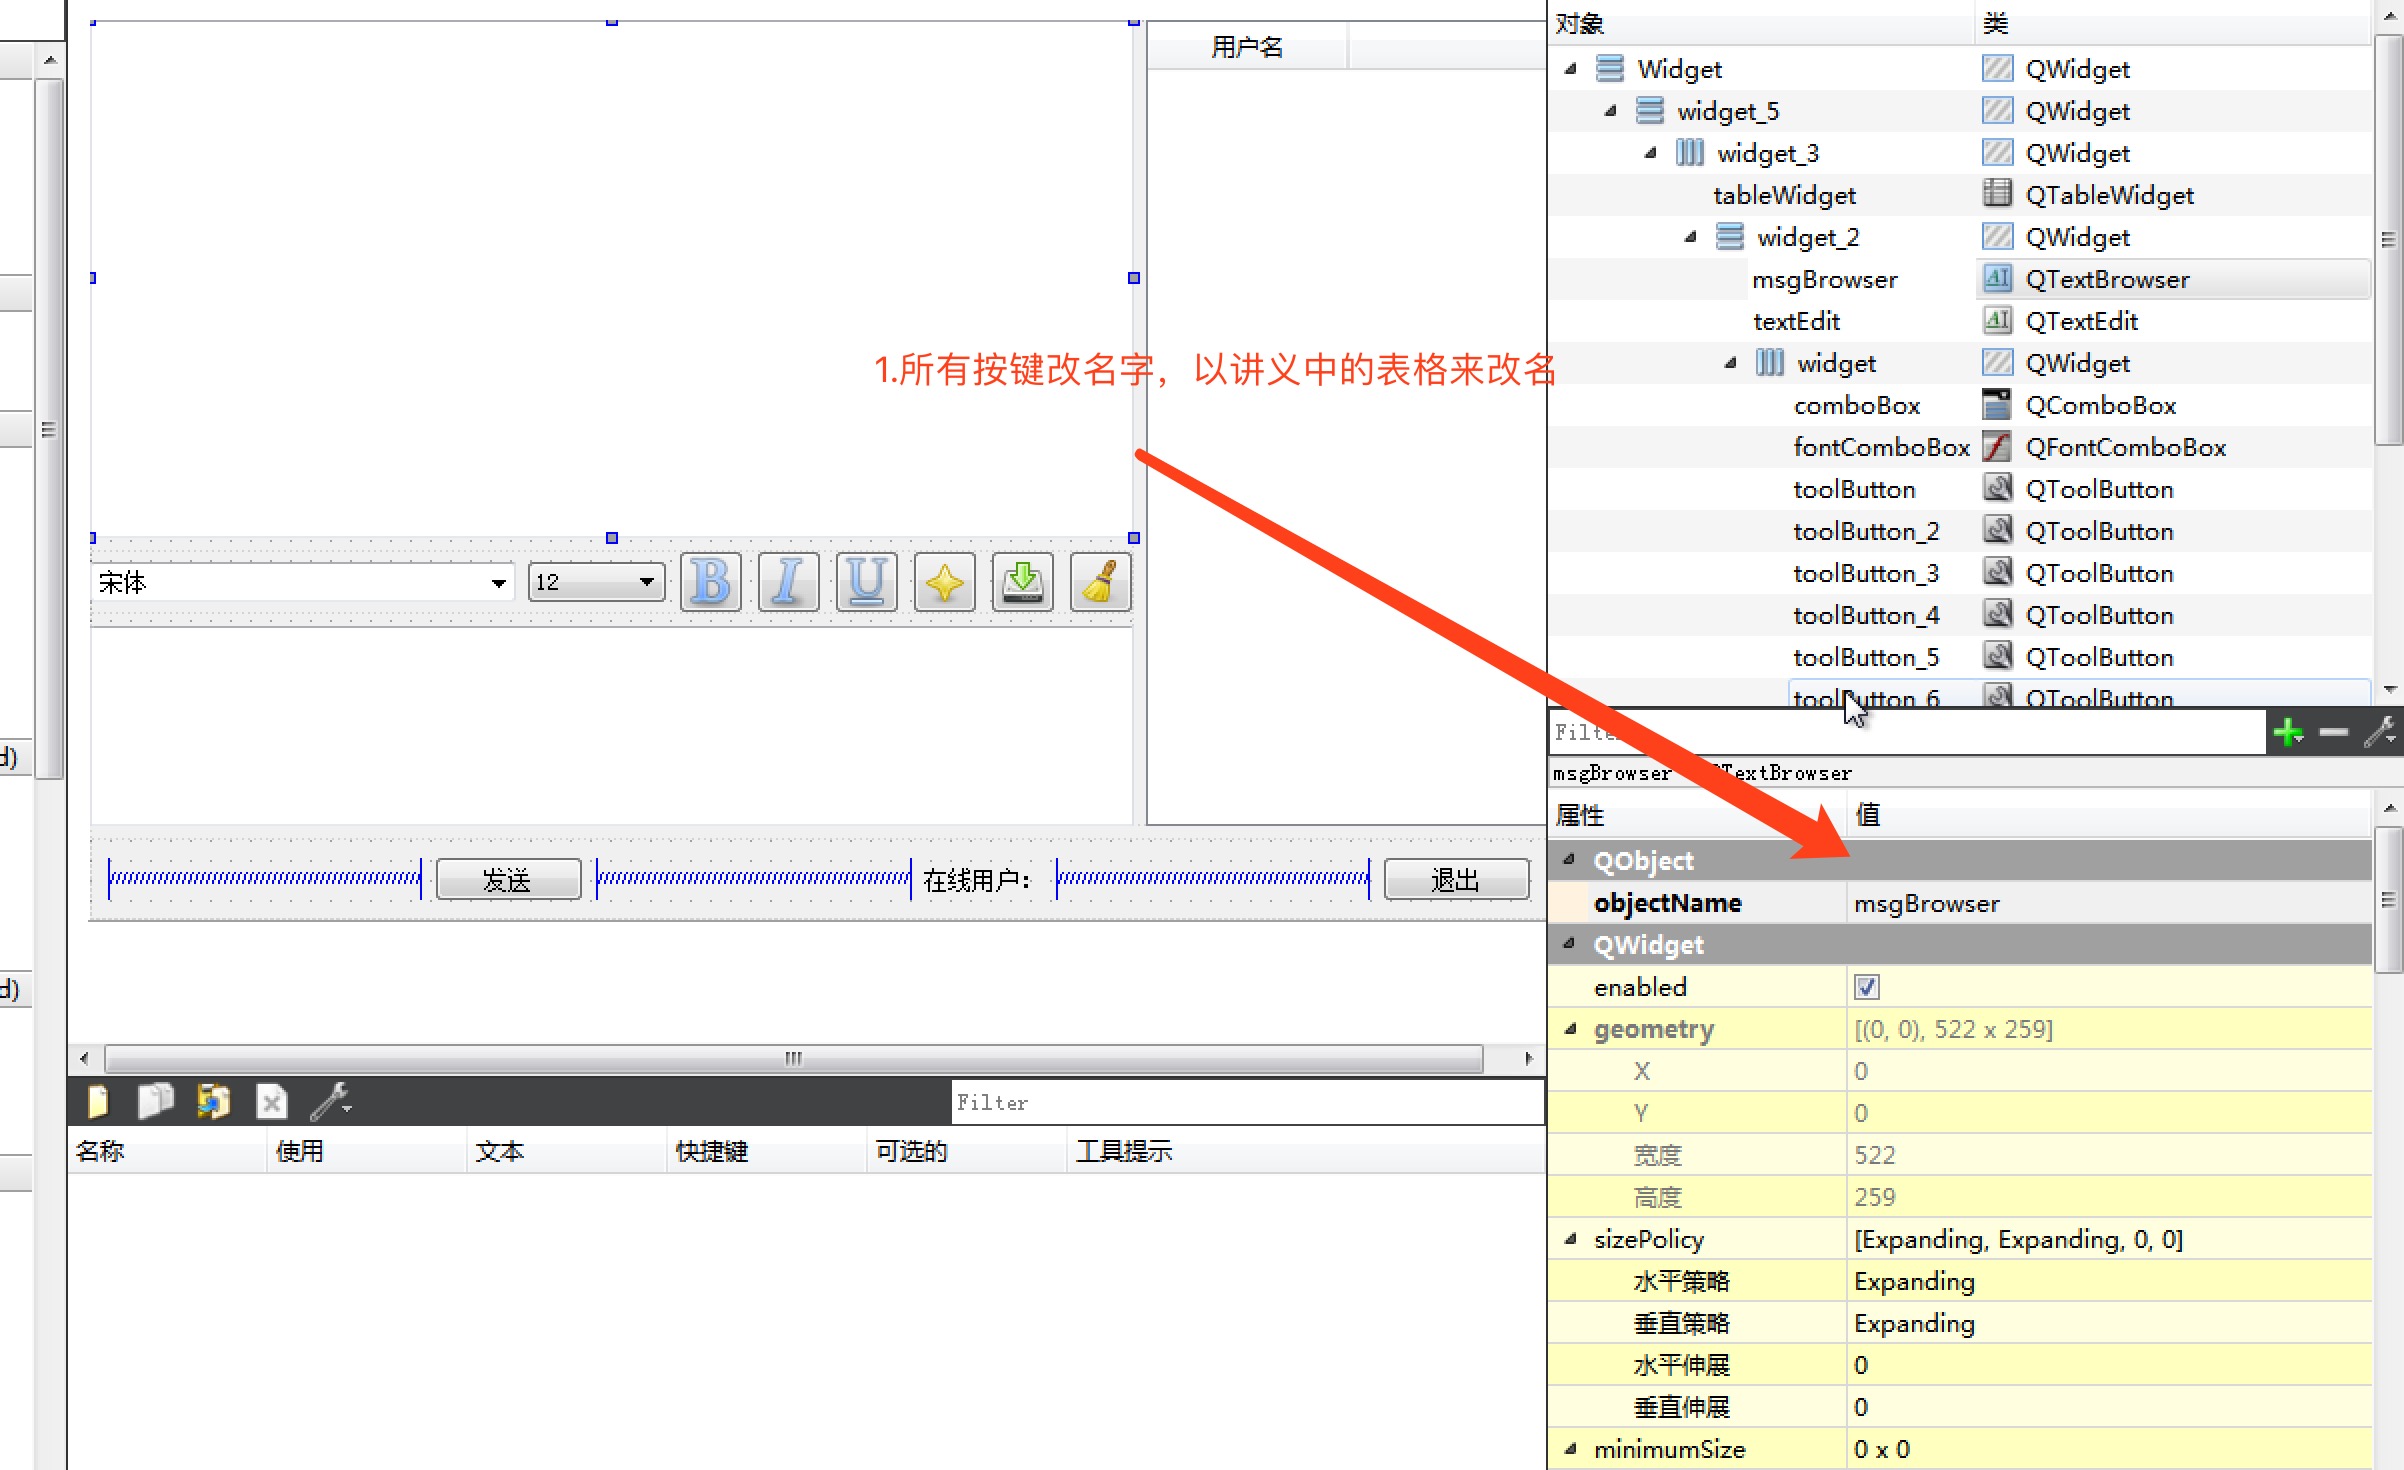 用户名
1.所有按键改名字，以讲义中的表格来改名
宋体
12
B
I
U
发送
在线用户：
退出
d)
d)
Filter
名称 使用 文本 快捷键 可选的 工具提示
对象 类
Widget QWidget
widget_5 QWidget
widget_3 QWidget
tableWidget QTableWidget
widget_2 QWidget
msgBrowser QTextBrowser
textEdit QTextEdit
widget QWidget
comboBox QComboBox
fontComboBox QFontComboBox
toolButton QToolButton
toolButton_2 QToolButton
toolButton_3 QToolButton
toolButton_4 QToolButton
toolButton_5 QToolButton
toolButton_6 QToolButton
Filte
msgBrowser TextBrowser
属性 值
QObject
objectName msgBrowser
QWidget
enabled
geometry [(0, 0), 522 x 259]
X 0
Y 0
宽度 522
高度 259
sizePolicy [Expanding, Expanding, 0, 0]
水平策略 Expanding
垂直策略 Expanding
水平伸展 0
垂直伸展 0
minimumSize 0 x 0